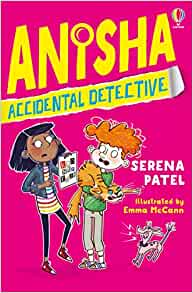 ANISHA
ACCIDENTAL DETECTIVE
SERENA
PATEL
Illustrated by
Emma McCann